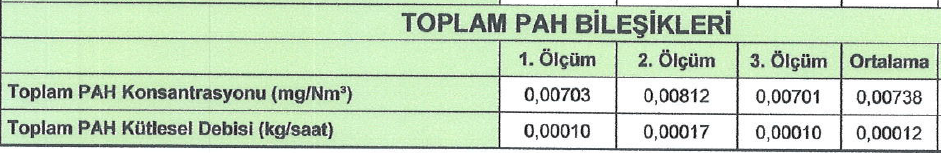 TOPLAM PAH BİLEŞİKLERİ
1. Ölçüm 2. Ölçüm 3. Ölçüm Ortalama
Toplam PAH Konsantrasyonu (mg/Nm³) 0,00703 0,00812 0,00701 0,00738
Toplam PAH Kütlesel Debisi (kg/saat) 0,00010 0,00017 0,00010 0,00012